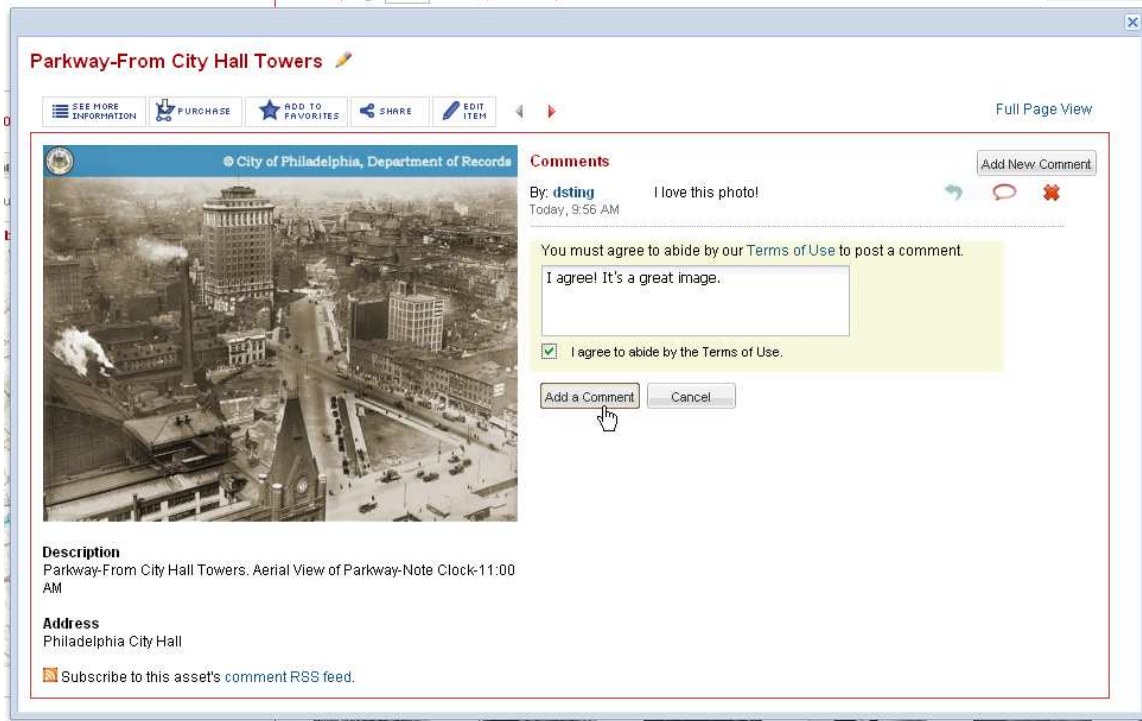 Parkway-From City Hall Towers
SEE MORE
INFORMATION
PURCHASE
ADD TO
FAVORITES
SHARE
EDIT
ITEM
Full Page View
© City of Philadelphia, Department of Records
Comments
Add New Comment
By: dsting I love this photo!
Today, 9:56 AM
You must agree to abide by our Terms of Use to post a comment.
I agree! It's a great image.
I agree to abide by the Terms of Use.
Add a Comment Cancel
Description
Parkway-From City Hall Towers. Aerial View of Parkway-Note Clock-11:00
AM
Address
Philadelphia City Hall
Subscribe to this asset's comment RSS feed.